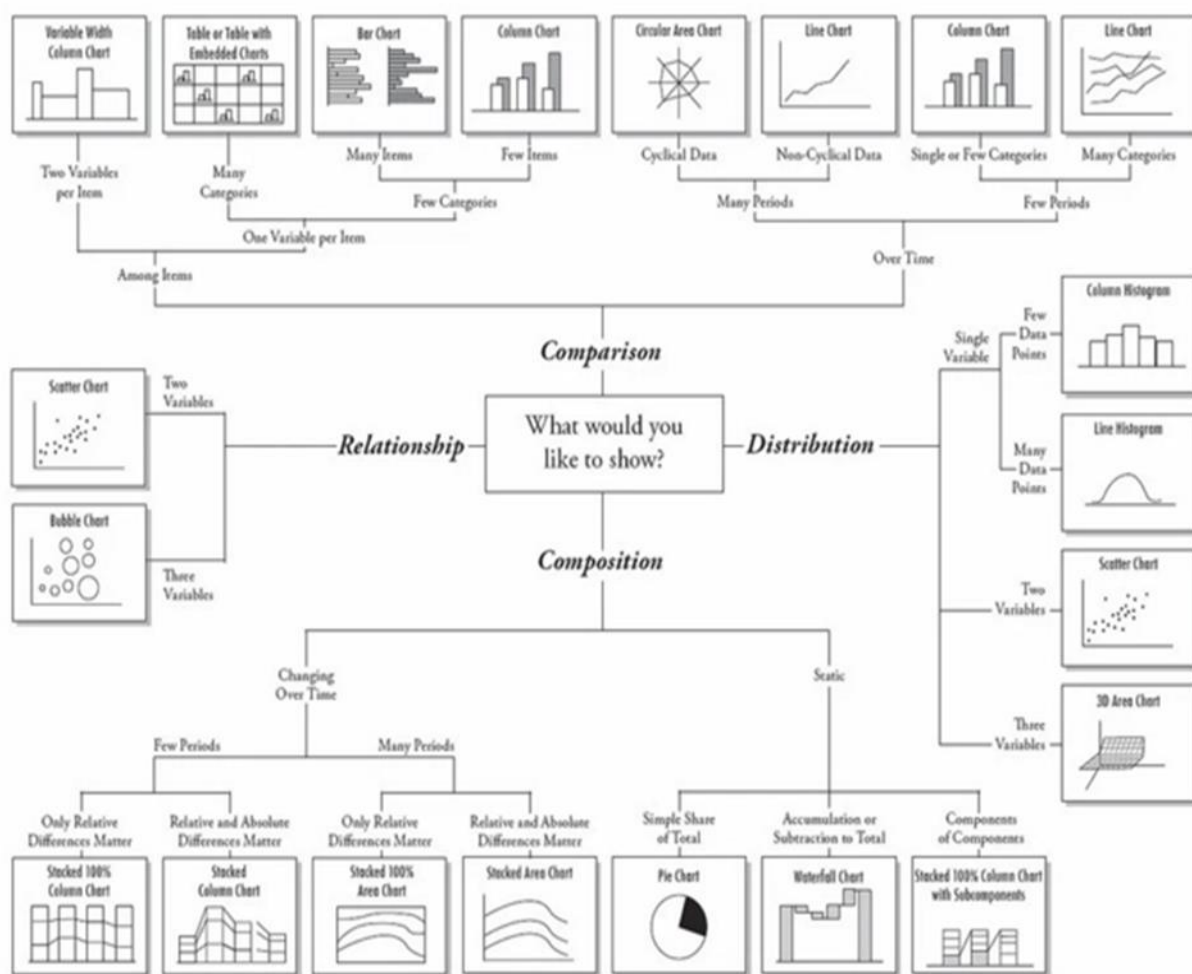 Variable Width
Column Chart
Table or Table with
Embedded Charts
Bar Chart
Column Chart
Circular Area Chart
Line Chart
Column Chart
Line Chart
Two Variables
per Item
Many
Categories
Many Items
Few Items
Cyclical Data
Non-Cyclical Data
Single or Few Categories
Many Categories
Few Categories
Many Periods
Few Periods
One Variable per Item
Over Time
Among Items
Comparison
What would you
like to show?
Relationship
Two
Variables
Scatter Chart
Three
Variables
Bubble Chart
Distribution
Single
Variable
Few
Data
Points
Column Histogram
Many
Data
Points
Line Histogram
Two
Variables
Scatter Chart
Three
Variables
3D Area Chart
Composition
Changing
Over Time
Static
Few Periods
Many Periods
Only Relative
Differences Matter
Relative and Absolute
Differences Matter
Only Relative
Differences Matter
Relative and Absolute
Differences Matter
Simple Share
of Total
Accumulation or
Subtraction to Total
Components
of Components
Stacked 100%
Column Chart
Stacked
Column Chart
Stacked 100%
Area Chart
Stacked Area Chart
Pie Chart
Waterfall Chart
Stacked 100% Column Chart
with Subcomponents